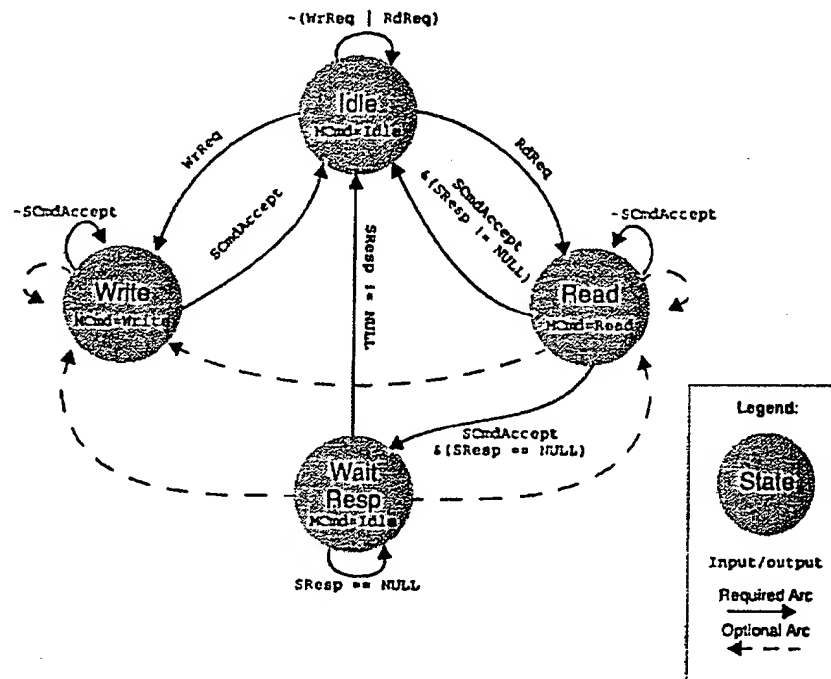 ~(WrReq | RdReq)
Idle
MCmd=Idle
WrReq
SCmdAccept
RdReq
SCmdAccept
&(SResp != NULL)
SResp != NULL
~SCmdAccept
Write
MCmd=Write
~SCmdAccept
Read
MCmd=Read
SCmdAccept
&(SResp == NULL)
Wait
Resp
MCmd=Idle
SResp == NULL
Legend:
State
Input/output
Required Arc
Optional Arc